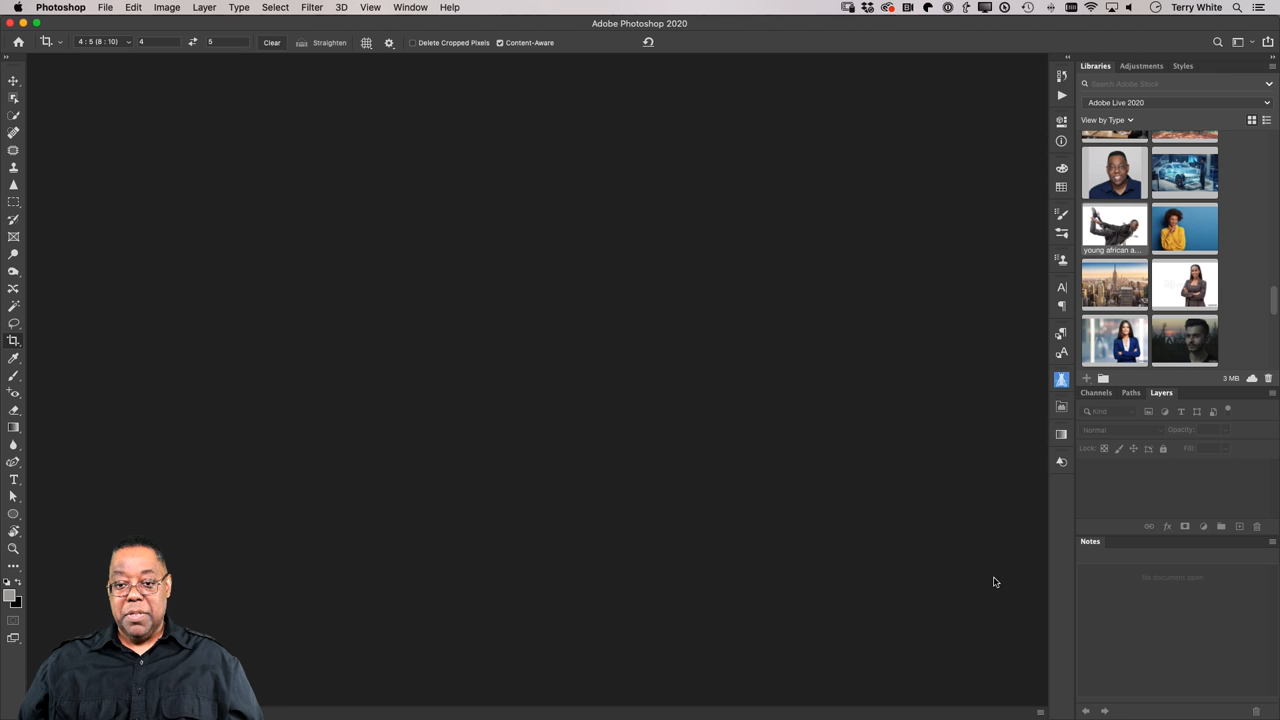 Photoshop File Edit Image Layer Type Select Filter 3D View Window Help Terry White
Adobe Photoshop 2020
4 : 5 (8 : 10) 4 5 Clear Straighten Delete Cropped Pixels Content-Aware
Libraries Adjustments Styles
Search Adobe Stock
Adobe Live 2020
View by Type
young african a...
3 MB
Channels Paths Layers
Kind
Normal Opacity:
Lock: Fill:
Notes
No document open